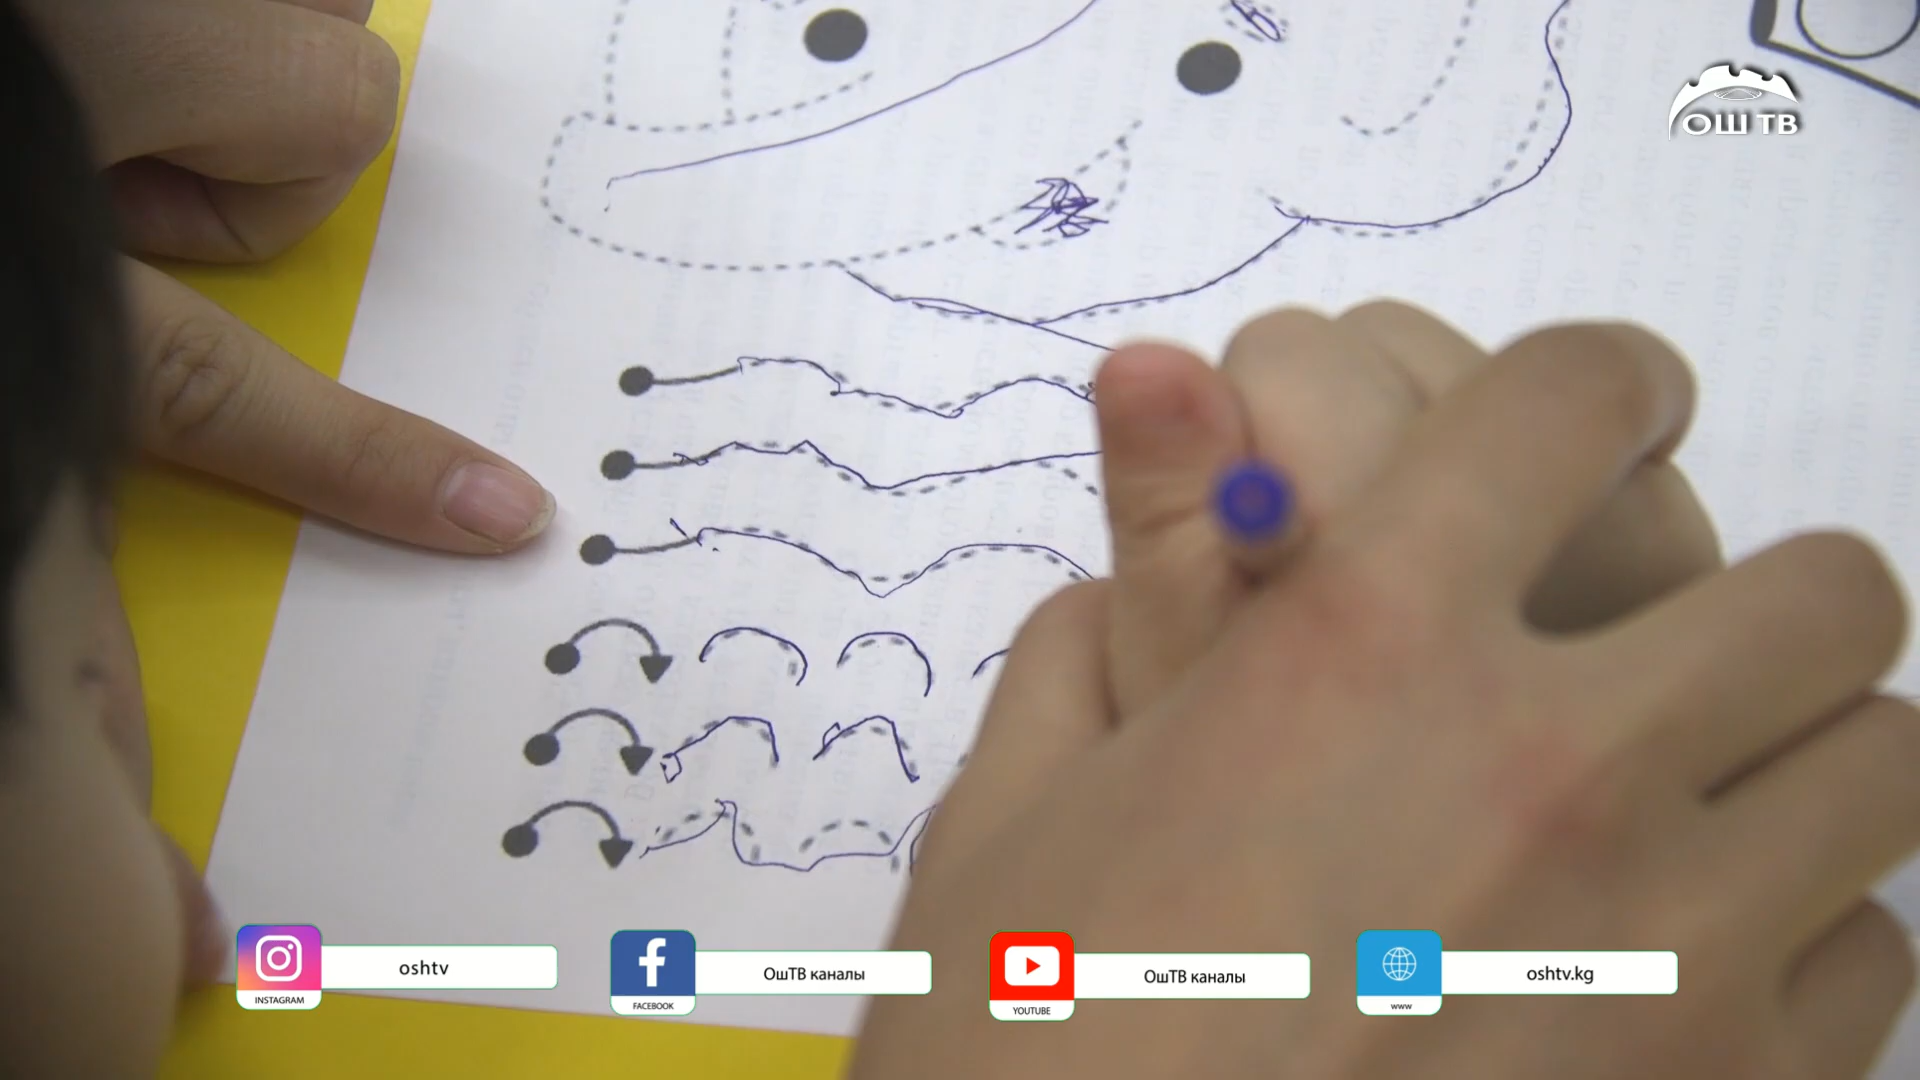 ОШ ТВ
oshtv
INSTAGRAM
ОшТВ каналы
FACEBOOK
ОшТВ каналы
YOUTUBE
oshtv.kg
www